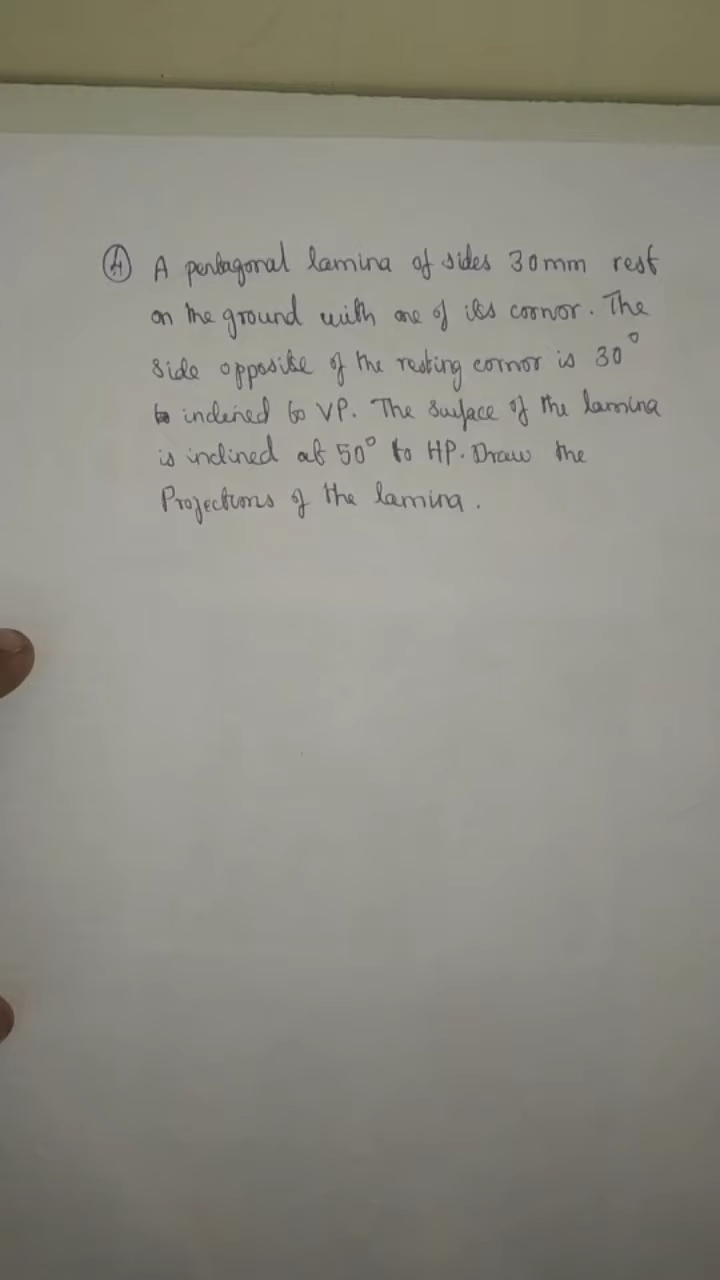 4 A pentagonal lamina of sides 30mm rest
on the ground with one of its cornor. The
side opposite of the resting cornor is 30°
inclined to VP. The surface of the lamina
is inclined at 50° to HP. Draw the
Projections of the lamina.